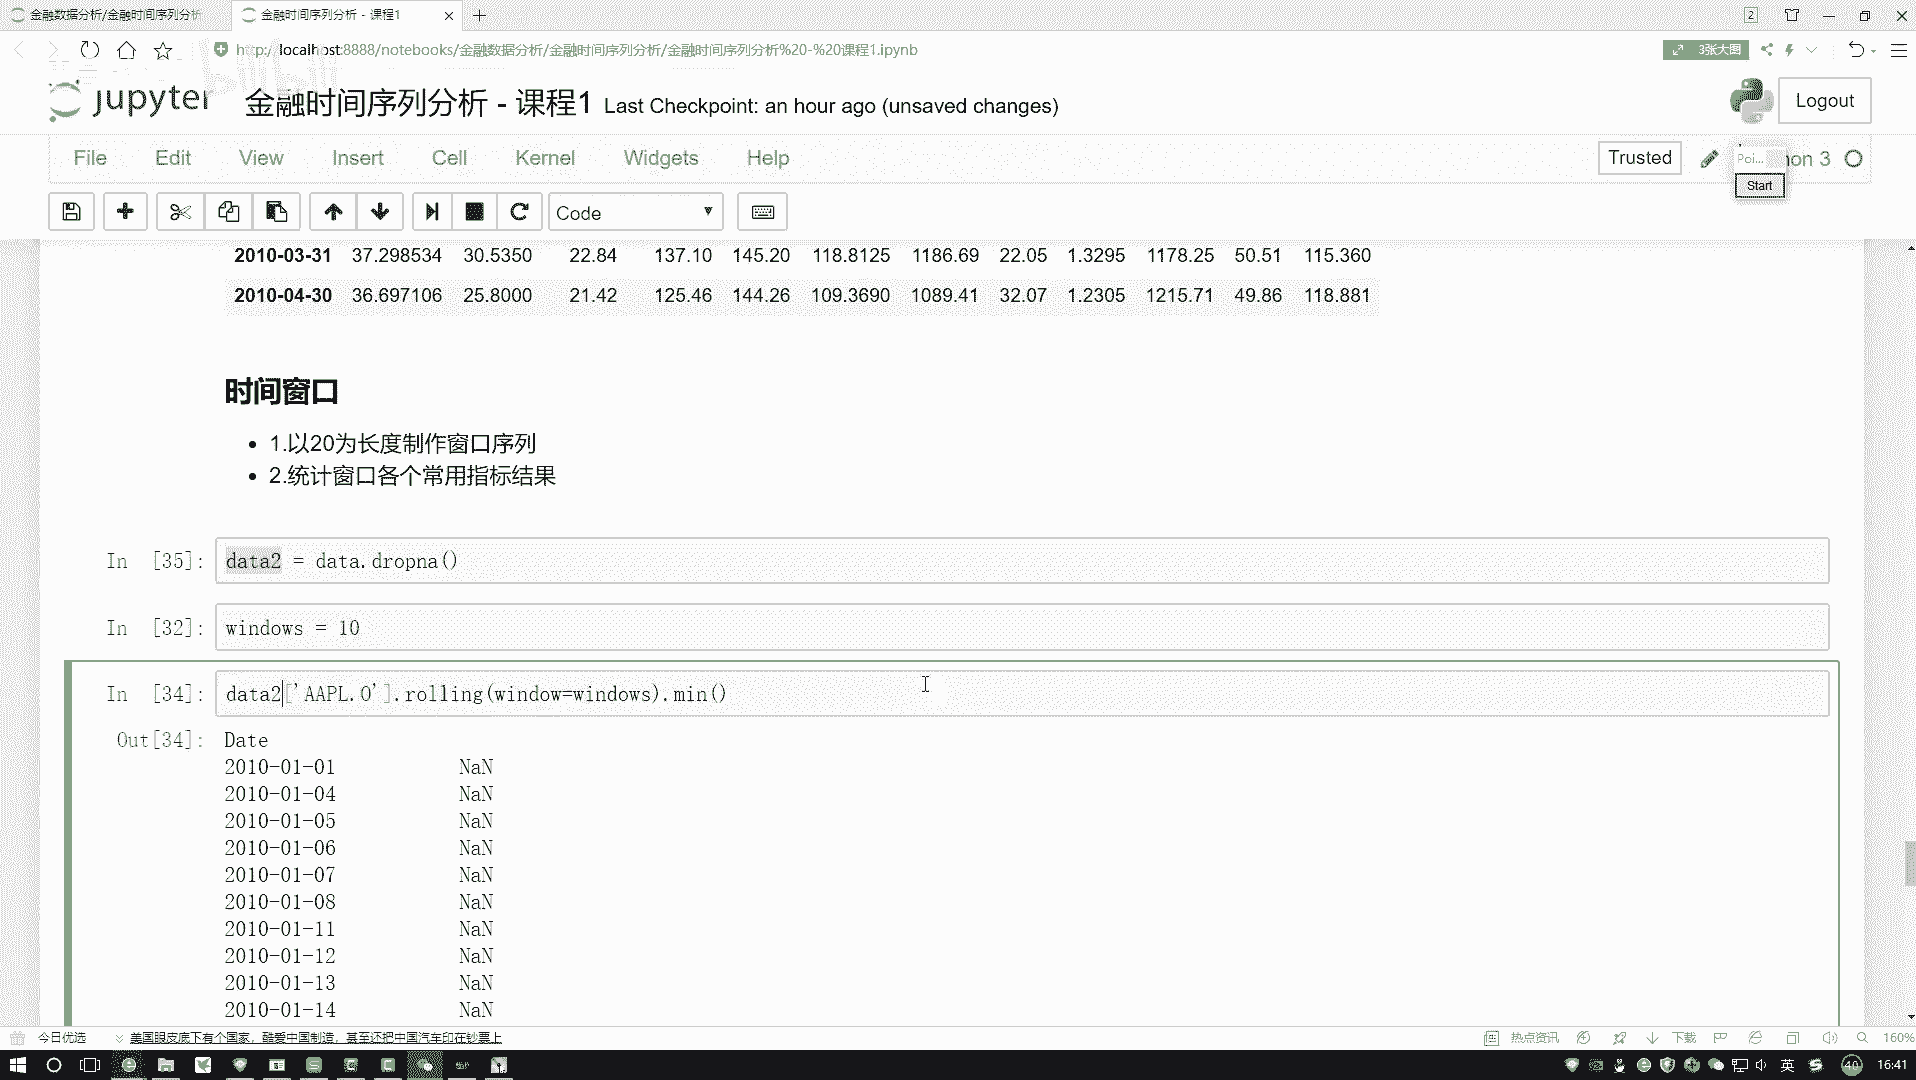 金融数据分析/金融时间序列分析
金融时间序列分析 - 课程1
2
http://localhost:8888/notebooks/金融数据分析/金融时间序列分析/金融时间序列分析%20-%20课程1.ipynb
3张大图
bilibili
jupyter 金融时间序列分析 - 课程1 Last Checkpoint: an hour ago (unsaved changes)
Logout
File Edit View Insert Cell Kernel Widgets Help
Trusted
Poi... hon 3
Start
Code
2010-03-31 37.298534 30.5350 22.84 137.10 145.20 118.8125 1186.69 22.05 1.3295 1178.25 50.51 115.360
2010-04-30 36.697106 25.8000 21.42 125.46 144.26 109.3690 1089.41 32.07 1.2305 1215.71 49.86 118.881
时间窗口
1.以20为长度制作窗口序列
2.统计窗口各个常用指标结果
In [35]: data2 = data.dropna()
In [32]: windows = 10
In [34]: data2['AAPL.O'].rolling(window=windows).min()
Out[34]: Date
2010-01-01 NaN
2010-01-04 NaN
2010-01-05 NaN
2010-01-06 NaN
2010-01-07 NaN
2010-01-08 NaN
2010-01-11 NaN
2010-01-12 NaN
2010-01-13 NaN
2010-01-14 NaN
今日优选
美国眼皮底下有个国家，酷爱中国制造，甚至还把中国汽车印在钞票上
热点资讯
下载
160%
英
40
16:41